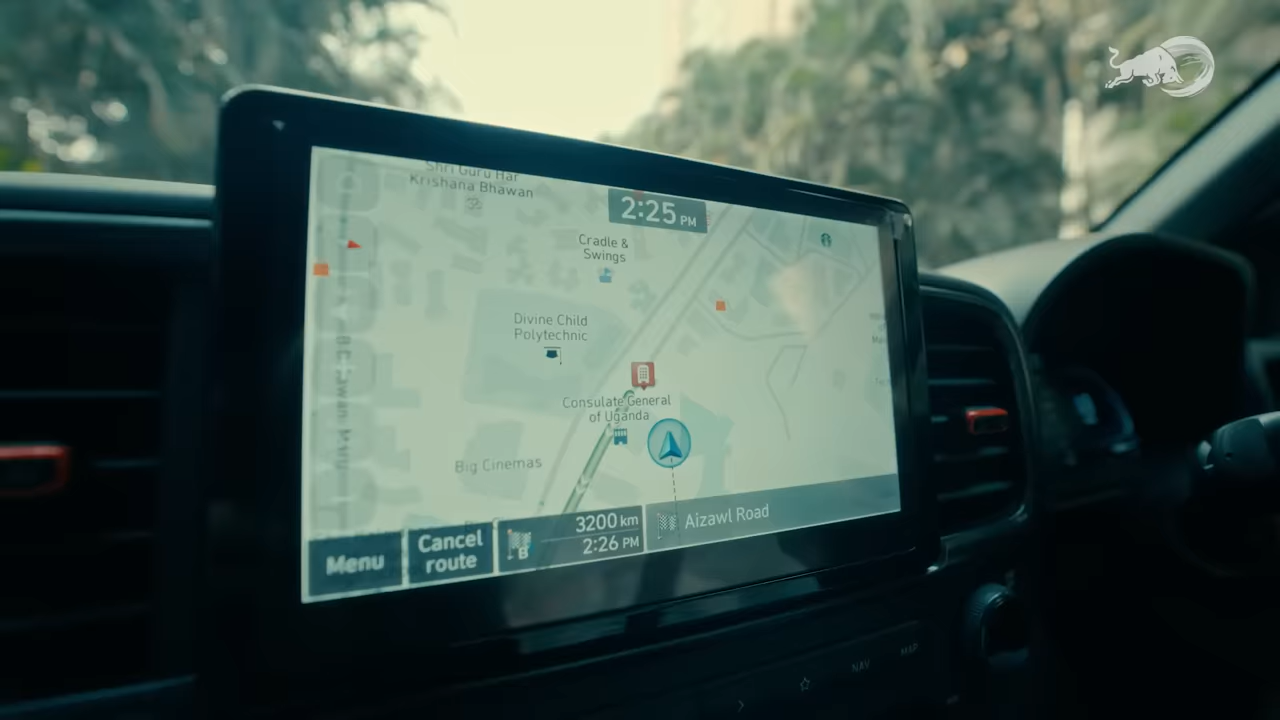 Shri Guru Har
Krishana Bhawan
2:25 PM
Cradle &
Swings
Divine Child
Polytechnic
Consulate General
of Uganda
Big Cinemas
Menu
Cancel
route
3200 km
2:26 PM
B
Aizawl Road
NAV
MAP